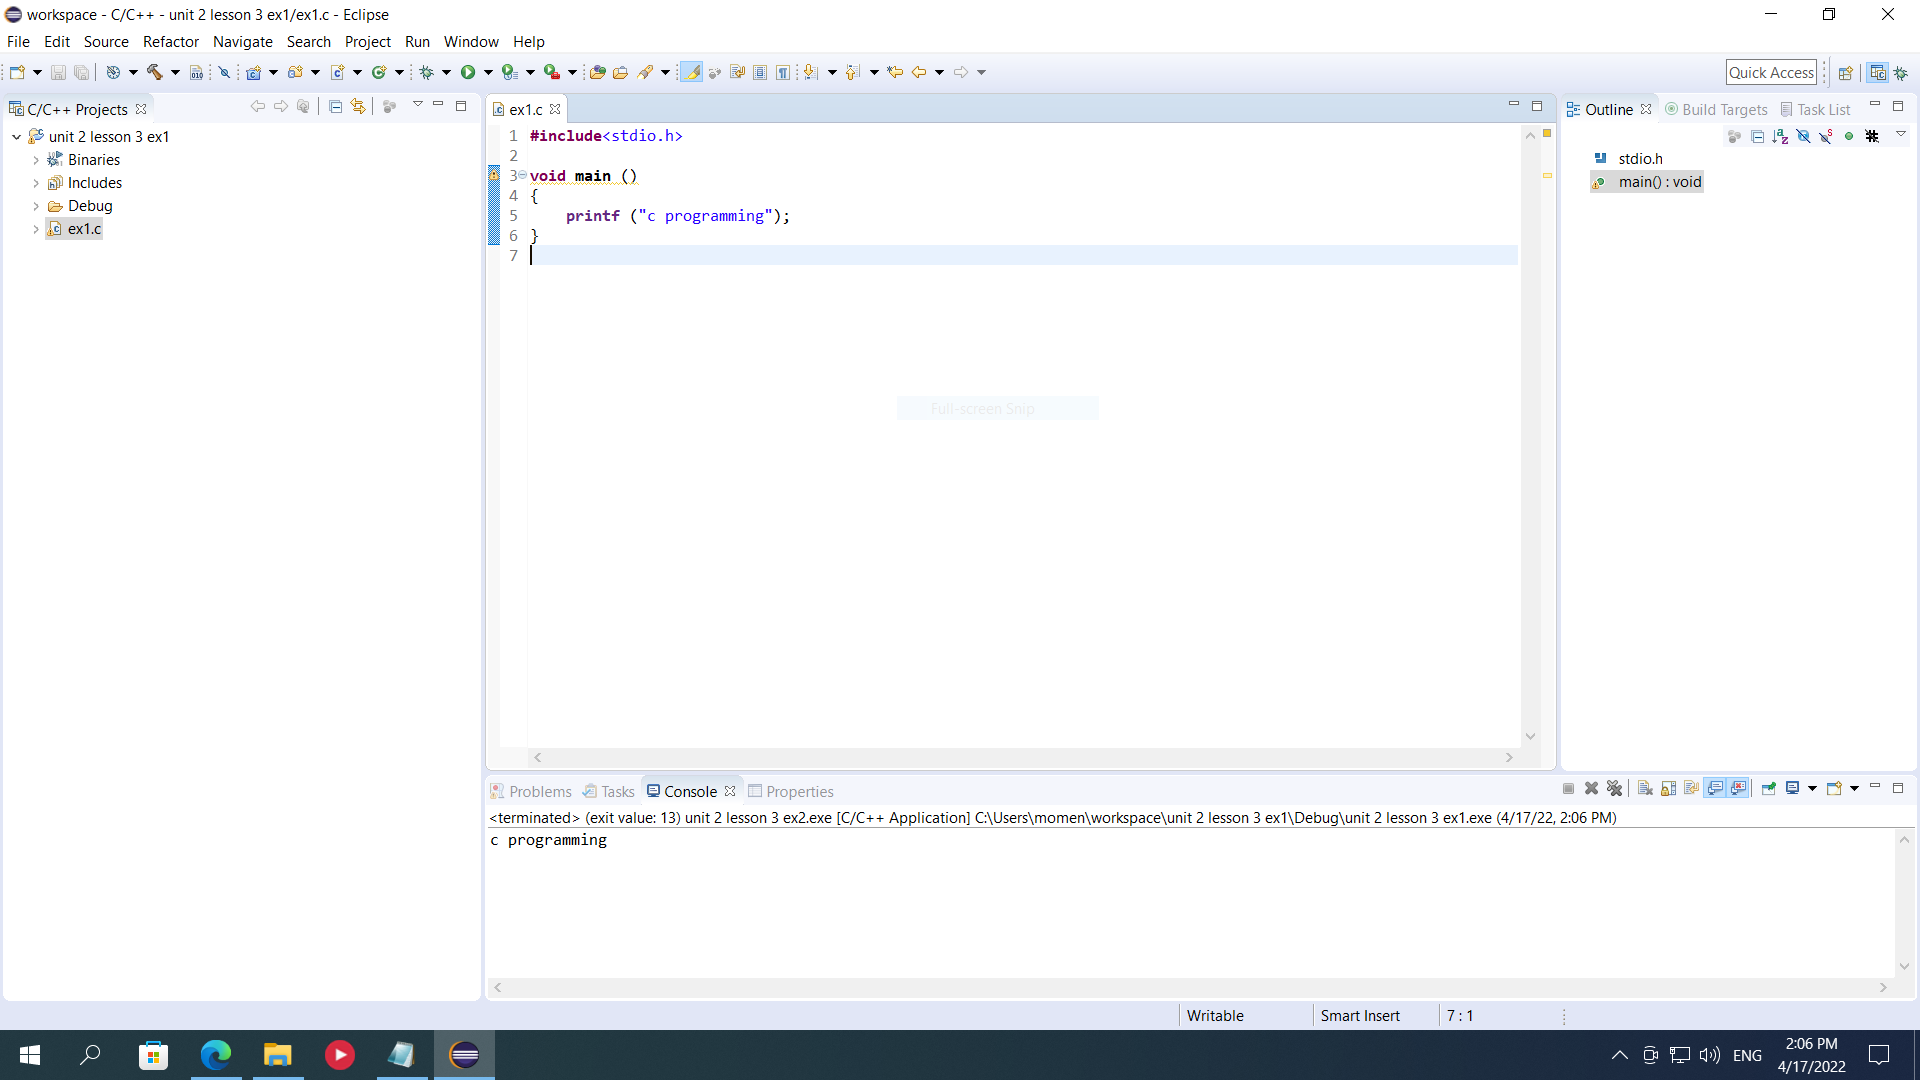 workspace - C/C++ - unit 2 lesson 3 ex1/ex1.c - Eclipse
File Edit Source Refactor Navigate Search Project Run Window Help
Quick Access
C/C++ Projects
unit 2 lesson 3 ex1
Binaries
Includes
Debug
ex1.c
ex1.c
1 #include<stdio.h>
2
3 void main ()
4 {
5 printf ("c programming");
6 }
7
Full-screen Snip
Outline Build Targets Task List
stdio.h
main() : void
Problems Tasks Console Properties
<terminated> (exit value: 13) unit 2 lesson 3 ex2.exe [C/C++ Application] C:\Users\momen\workspace\unit 2 lesson 3 ex1\Debug\unit 2 lesson 3 ex1.exe (4/17/22, 2:06 PM)
c programming
Writable Smart Insert 7 : 1
ENG
2:06 PM
4/17/2022